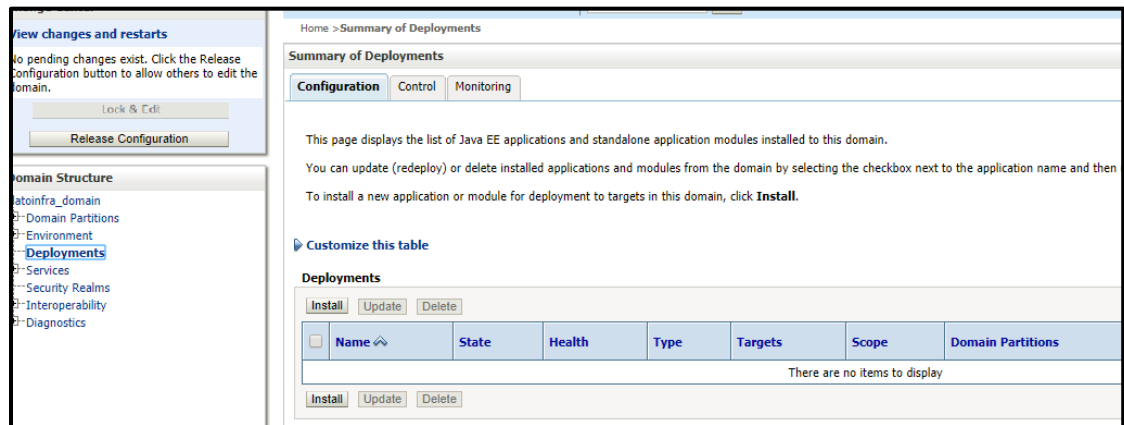 View changes and restarts
No pending changes exist. Click the Release
Configuration button to allow others to edit the
domain.
Lock & Edit
Release Configuration
Domain Structure
latoinfra_domain
Domain Partitions
Environment
Deployments
Services
Security Realms
Interoperability
Diagnostics
Home >Summary of Deployments
Summary of Deployments
Configuration Control Monitoring
This page displays the list of Java EE applications and standalone application modules installed to this domain.
You can update (redeploy) or delete installed applications and modules from the domain by selecting the checkbox next to the application name and then
To install a new application or module for deployment to targets in this domain, click Install.
Customize this table
Deployments
Install Update Delete
Name State Health Type Targets Scope Domain Partitions
There are no items to display
Install Update Delete